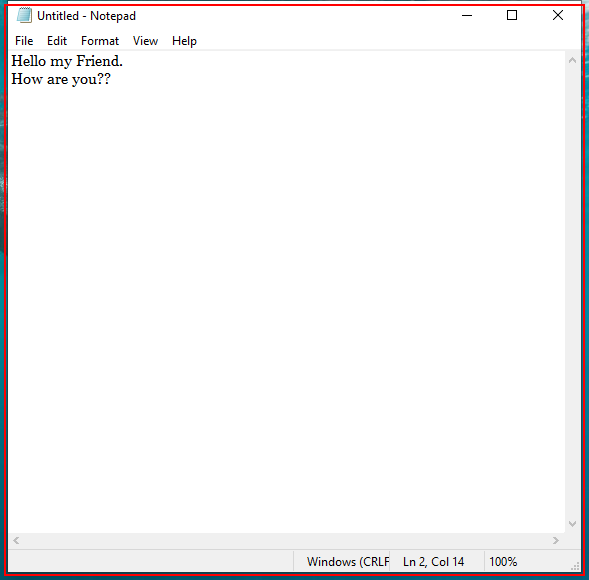 Untitled - Notepad
File Edit Format View Help
Hello my Friend.
How are you??
Windows (CRLF Ln 2, Col 14 100%